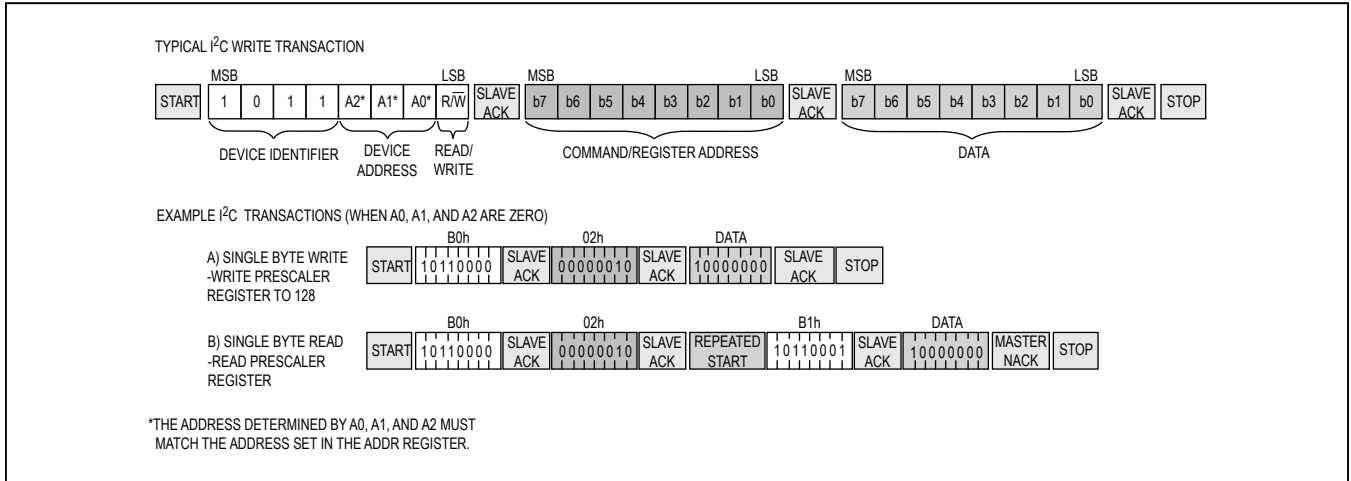 TYPICAL I2C WRITE TRANSACTION
MSB LSB MSB LSB MSB LSB
START 1 0 1 1 A2* A1* A0* R/W̅ SLAVE ACK b7 b6 b5 b4 b3 b2 b1 b0 SLAVE ACK b7 b6 b5 b4 b3 b2 b1 b0 SLAVE ACK STOP
DEVICE IDENTIFIER DEVICE ADDRESS READ/ WRITE COMMAND/REGISTER ADDRESS DATA
EXAMPLE I2C TRANSACTIONS (WHEN A0, A1, AND A2 ARE ZERO)
B0h 02h DATA
A) SINGLE BYTE WRITE
-WRITE PRESCALER
REGISTER TO 128
START 10110000 SLAVE ACK 00000010 SLAVE ACK 10000000 SLAVE ACK STOP
B0h 02h B1h DATA
B) SINGLE BYTE READ
-READ PRESCALER
REGISTER
START 10110000 SLAVE ACK 00000010 SLAVE ACK REPEATED START 10110001 SLAVE ACK 10000000 MASTER NACK STOP
*THE ADDRESS DETERMINED BY A0, A1, AND A2 MUST
MATCH THE ADDRESS SET IN THE ADDR REGISTER.